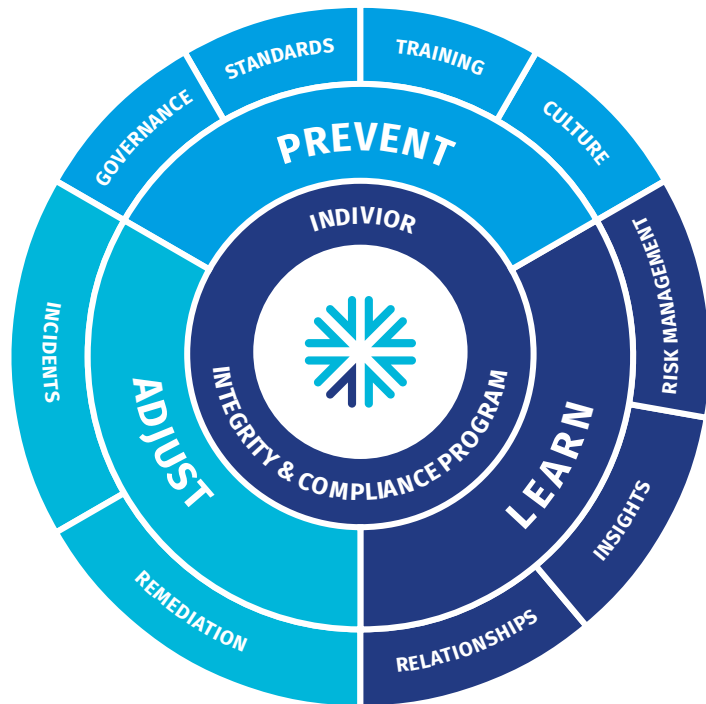 STANDARDS
TRAINING
GOVERNANCE
CULTURE
PREVENT
INDIVIOR
INTEGRITY & COMPLIANCE PROGRAM
RISK MANAGEMENT
INCIDENTS
ADJUST
LEARN
INSIGHTS
REMEDIATION
RELATIONSHIPS